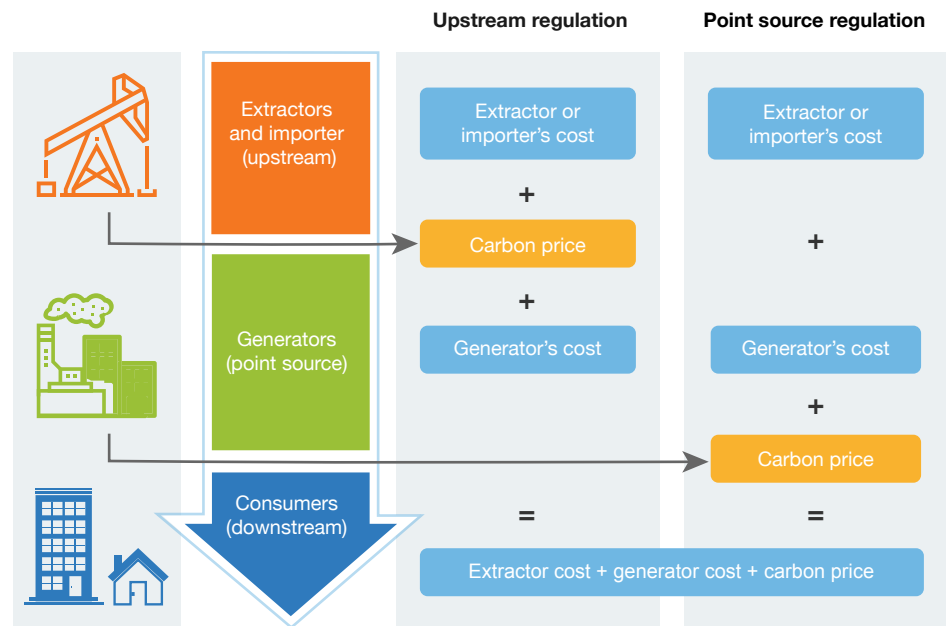 Upstream regulation
Point source regulation
Extractors
and importer
(upstream)
Extractor or
importer's cost
Extractor or
importer's cost
+
Carbon price
+
+
Generators
(point source)
Generator's cost
Generator's cost
+
Carbon price
Consumers
(downstream)
=
=
Extractor cost + generator cost + carbon price